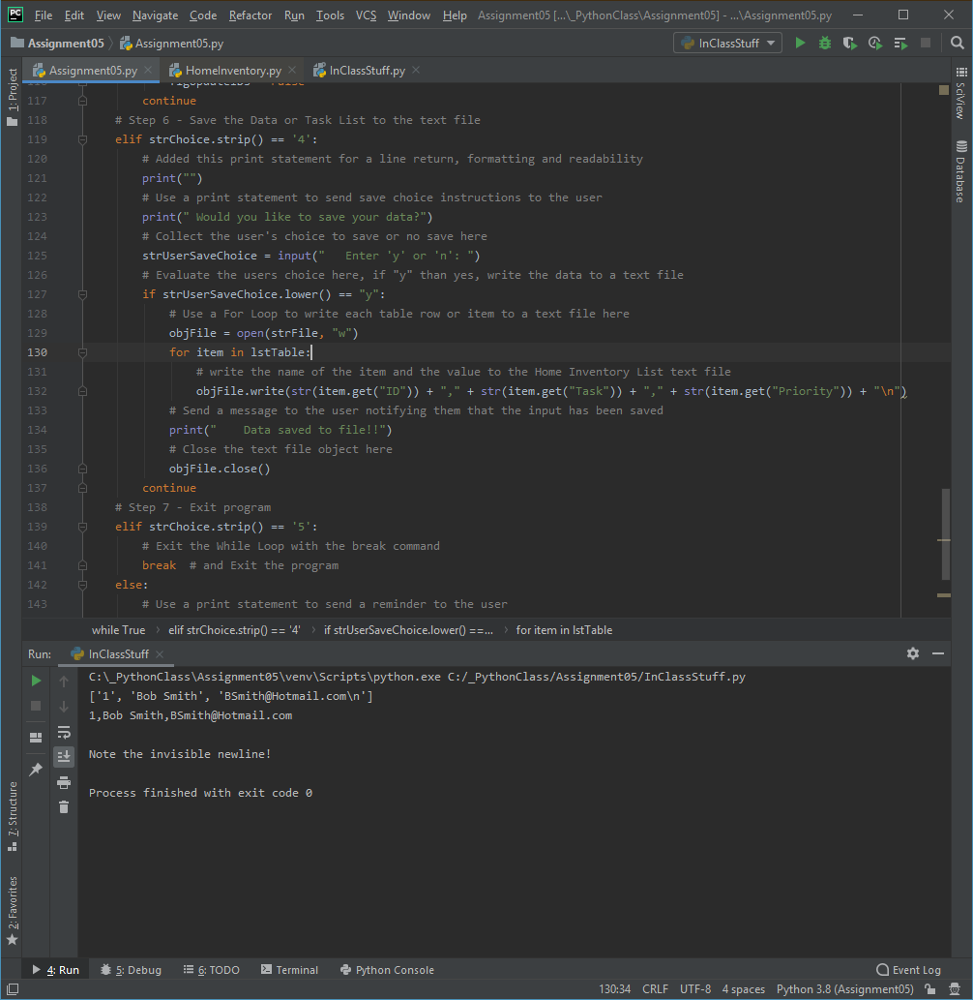 PC File Edit View Navigate Code Refactor Run Tools VCS Window Help Assignment05 [...\_PythonClass\Assignment05] - ...\Assignment05.py
Assignment05 Assignment05.py InClassStuff
Assignment05.py HomeInventory.py InClassStuff.py
1: Project
SciView
Database
117 continue
118 # Step 6 - Save the Data or Task List to the text file
119 elif strChoice.strip() == '4':
120 # Added this print statement for a line return, formatting and readability
121 print("")
122 # Use a print statement to send save choice instructions to the user
123 print(" Would you like to save your data?")
124 # Collect the user's choice to save or no save here
125 strUserSaveChoice = input("   Enter 'y' or 'n': ")
126 # Evaluate the users choice here, if "y" than yes, write the data to a text file
127 if strUserSaveChoice.lower() == "y":
128 # Use a For Loop to write each table row or item to a text file here
129 objFile = open(strFile, "w")
130 for item in lstTable:
131 # write the name of the item and the value to the Home Inventory List text file
132 objFile.write(str(item.get("ID")) + "," + str(item.get("Task")) + "," + str(item.get("Priority")) + "\n")
133 # Send a message to the user notifying them that the input has been saved
134 print("    Data saved to file!!")
135 # Close the text file object here
136 objFile.close()
137 continue
138 # Step 7 - Exit program
139 elif strChoice.strip() == '5':
140 # Exit the While Loop with the break command
141 break  # and Exit the program
142 else:
143 # Use a print statement to send a reminder to the user
while True elif strChoice.strip() == '4' if strUserSaveChoice.lower() ==... for item in lstTable
Run: InClassStuff
C:\_PythonClass\Assignment05\venv\Scripts\python.exe C:/_PythonClass/Assignment05/InClassStuff.py
['1', 'Bob Smith', 'BSmith@Hotmail.com\n']
1,Bob Smith,BSmith@Hotmail.com
Note the invisible newline!
Process finished with exit code 0
7: Structure
2: Favorites
4: Run 5: Debug 6: TODO Terminal Python Console Event Log
130:34 CRLF UTF-8 4 spaces Python 3.8 (Assignment05)